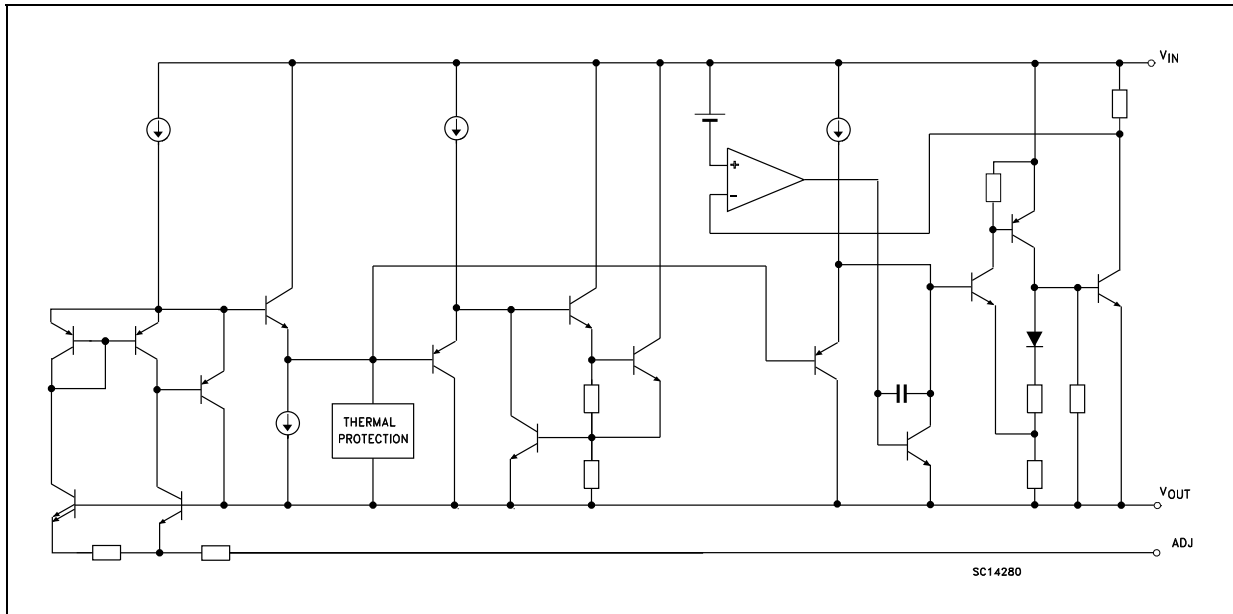 VIN
+
-
THERMAL
PROTECTION
VOUT
ADJ
SC14280